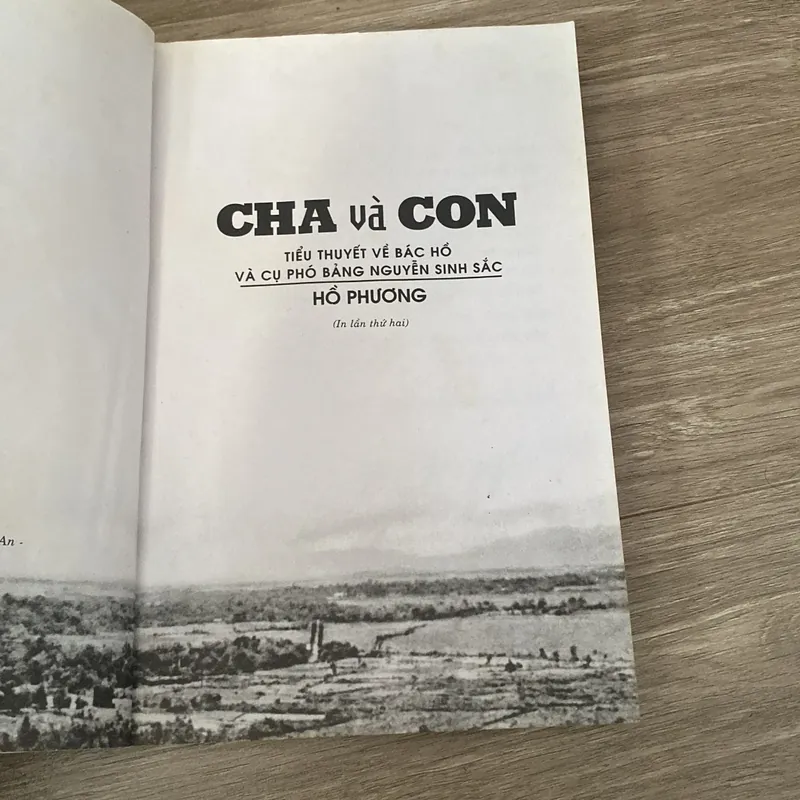 CHA và CON
TIỂU THUYẾT VỀ BÁC HỒ
VÀ CỤ PHÓ BẢNG NGUYỄN SINH SẮC
HỒ PHƯƠNG
(In lần thứ hai)
An -